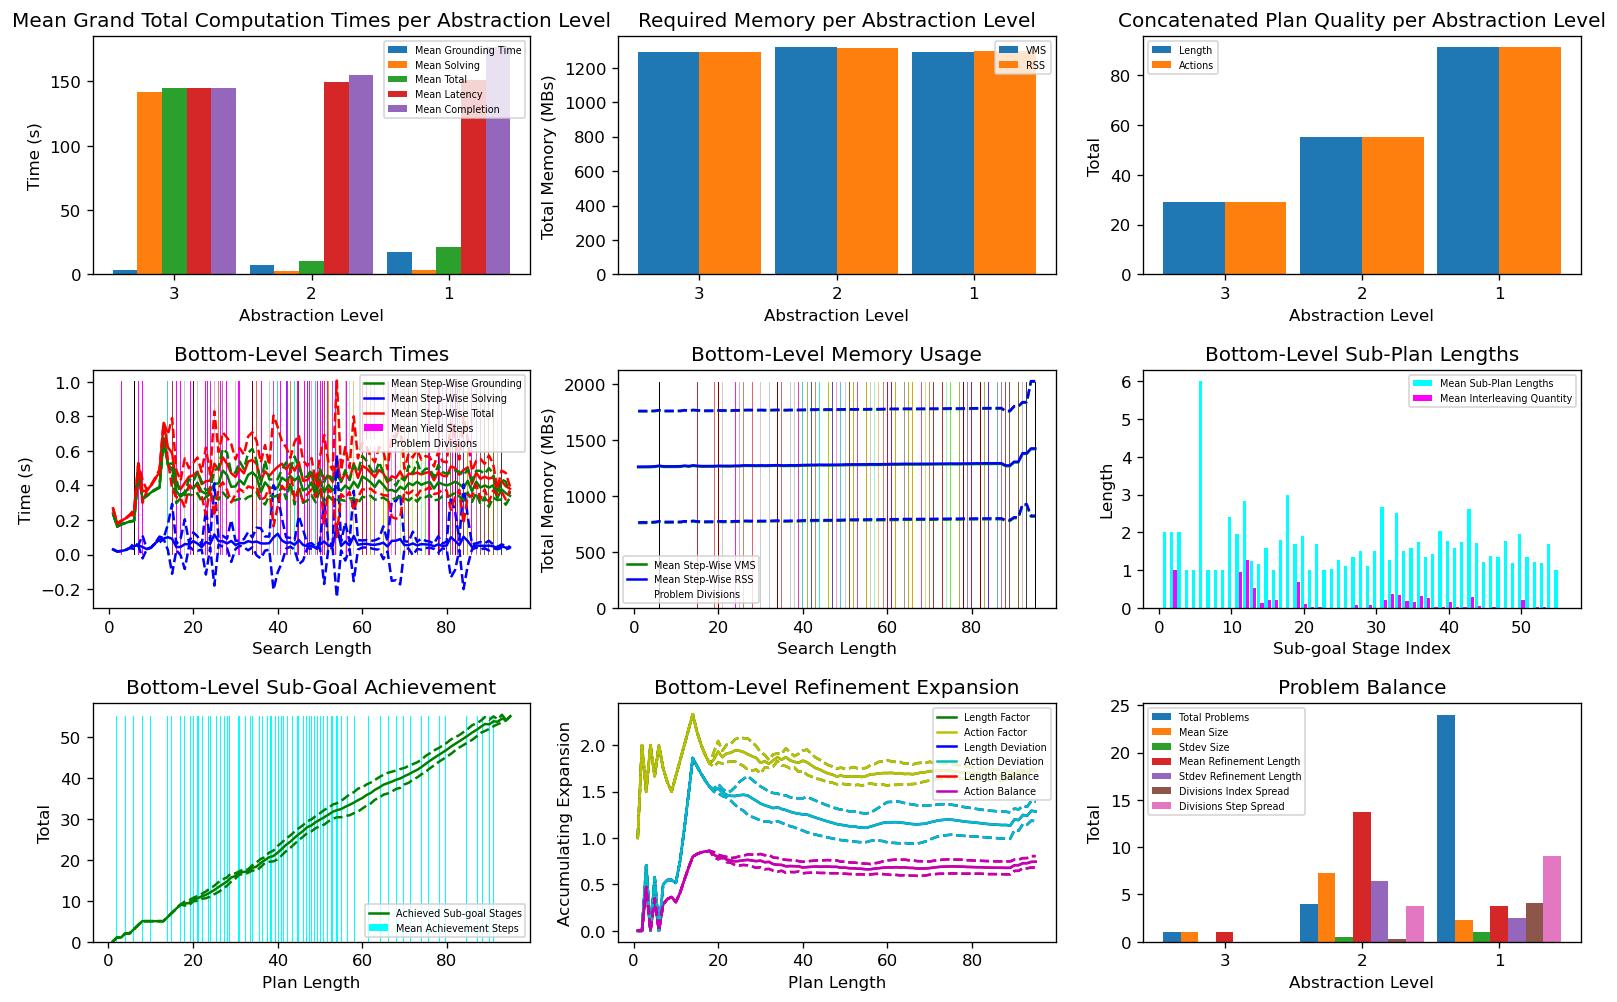 Mean Grand Total Computation Times per Abstraction Level
Time (s)
150
100
50
0
Mean Grounding Time
Mean Solving
Mean Total
Mean Latency
Mean Completion
3 2 1
Abstraction Level
Required Memory per Abstraction Level
Total Memory (MBs)
1200
1000
800
600
400
200
0
VMS
RSS
3 2 1
Abstraction Level
Concatenated Plan Quality per Abstraction Level
Total
80
60
40
20
0
Length
Actions
3 2 1
Abstraction Level
Bottom-Level Search Times
Time (s)
1.0
0.8
0.6
0.4
0.2
0.0
−0.2
Mean Step-Wise Grounding
Mean Step-Wise Solving
Mean Step-Wise Total
Mean Yield Steps
Problem Divisions
0 20 40 60 80
Search Length
Bottom-Level Memory Usage
Total Memory (MBs)
2000
1500
1000
500
0
Mean Step-Wise VMS
Mean Step-Wise RSS
Problem Divisions
0 20 40 60 80
Search Length
Bottom-Level Sub-Plan Lengths
Length
6
5
4
3
2
1
0
Mean Sub-Plan Lengths
Mean Interleaving Quantity
0 10 20 30 40 50
Sub-goal Stage Index
Bottom-Level Sub-Goal Achievement
Total
50
40
30
20
10
0
Achieved Sub-goal Stages
Mean Achievement Steps
0 20 40 60 80
Plan Length
Bottom-Level Refinement Expansion
Accumulating Expansion
2.0
1.5
1.0
0.5
0.0
Length Factor
Action Factor
Length Deviation
Action Deviation
Length Balance
Action Balance
0 20 40 60 80
Plan Length
Problem Balance
Total
25
20
15
10
5
0
Total Problems
Mean Size
Stdev Size
Mean Refinement Length
Stdev Refinement Length
Divisions Index Spread
Divisions Step Spread
3 2 1
Abstraction Level